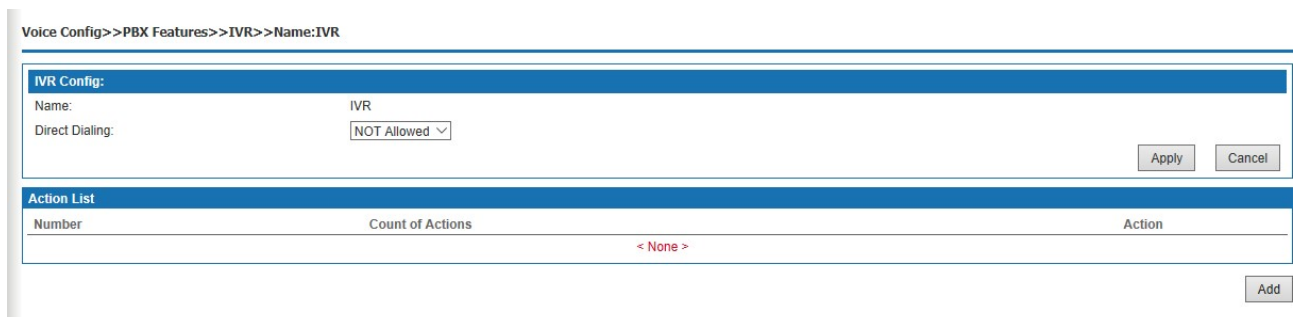 Voice Config>>PBX Features>>IVR>>Name:IVR
IVR Config:
Name: IVR
Direct Dialing: NOT Allowed
Apply Cancel
Action List
Number Count of Actions Action
< None >
Add